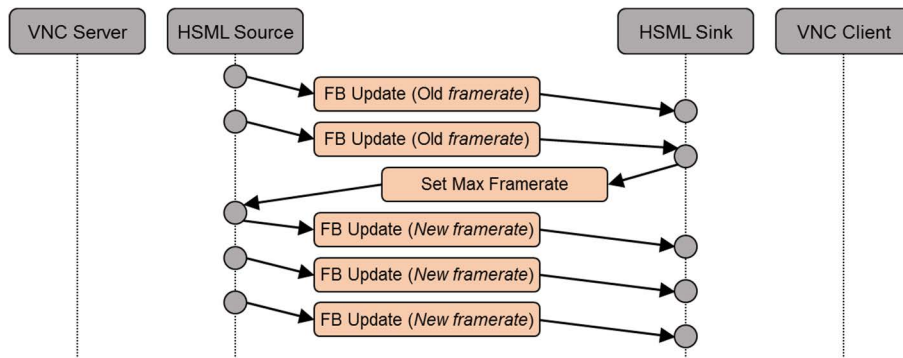 VNC Server
HSML Source
HSML Sink
VNC Client
FB Update (Old framerate)
FB Update (Old framerate)
Set Max Framerate
FB Update (New framerate)
FB Update (New framerate)
FB Update (New framerate)